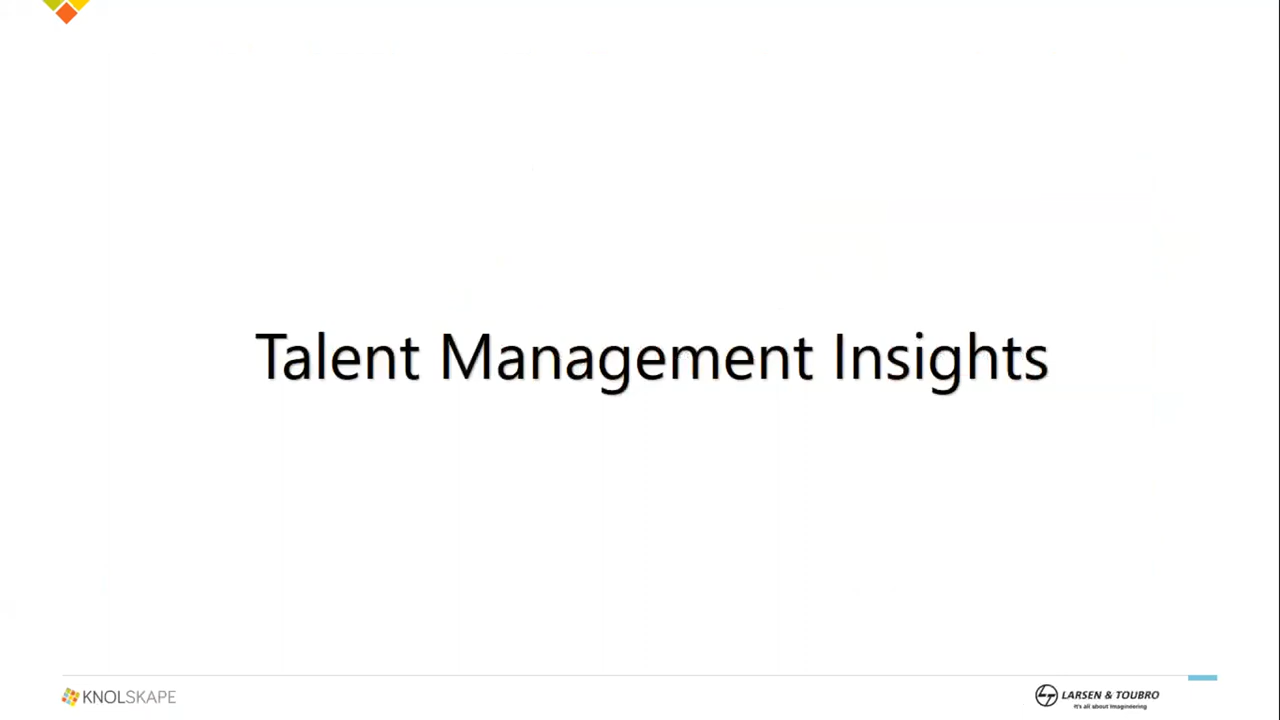 Talent Management Insights
KNOLSKAPE
LARSEN & TOUBRO
It's all about Imagineering